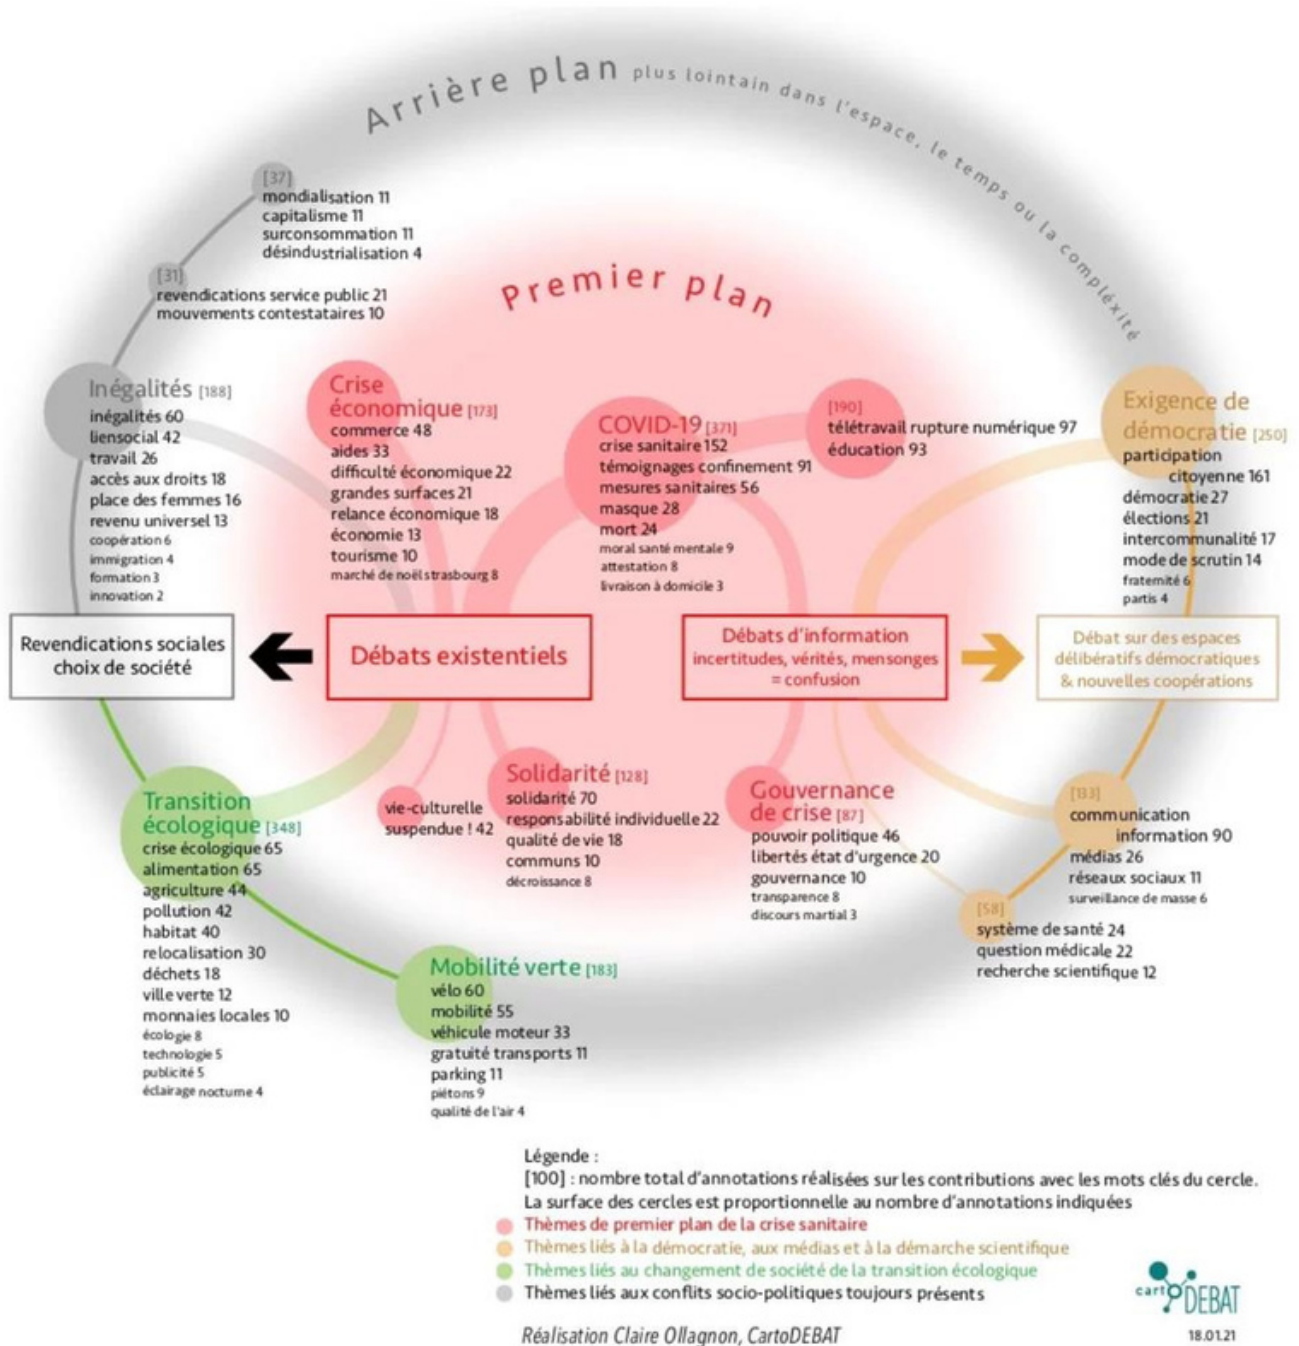 Arrière plan plus lointain dans l'espace, le temps ou la compléxité
[37]
mondialisation 11
capitalisme 11
surconsommation 11
désindustrialisation 4
[31]
revendications service public 21
mouvements contestataires 10
Premier plan
Inégalités [188]
inégalités 60
liensocial 42
travail 26
accès aux droits 18
place des femmes 16
revenu universel 13
coopération 6
immigration 4
formation 3
innovation 2
Crise
économique [173]
commerce 48
aides 33
difficulté économique 22
grandes surfaces 21
relance économique 18
économie 13
tourisme 10
marché de noël strasbourg 8
COVID-19 [371]
crise sanitaire 152
témoignages confinement 91
mesures sanitaires 56
masque 28
mort 24
moral santé mentale 9
attestation 8
livraison à domicile 3
[190]
télétravail rupture numérique 97
éducation 93
Exigence de
démocratie [250]
participation
citoyenne 161
démocratie 27
élections 21
intercommunalité 17
mode de scrutin 14
fraternité 6
partis 4
Revendications sociales
choix de société
Débats existentiels
Débats d'information
incertitudes, vérités, mensonges
= confusion
Débat sur des espaces
délibératifs démocratiques
& nouvelles coopérations
Transition
écologique [348]
crise écologique 65
alimentation 65
agriculture 44
pollution 42
habitat 40
relocalisation 30
déchets 18
ville verte 12
monnaies locales 10
écologie 8
technologie 5
publicité 5
éclairage nocturne 4
vie-culturelle
suspendue ! 42
Solidarité [128]
solidarité 70
responsabilité individuelle 22
qualité de vie 18
communs 10
décroissance 8
Gouvernance
de crise [87]
pouvoir politique 46
libertés état d'urgence 20
gouvernance 10
transparence 8
discours martial 3
[133]
communication
information 90
médias 26
réseaux sociaux 11
surveillance de masse 6
[58]
système de santé 24
question médicale 22
recherche scientifique 12
Mobilité verte [183]
vélo 60
mobilité 55
véhicule moteur 33
gratuité transports 11
parking 11
piétons 9
qualité de l'air 4
Légende :
[100] : nombre total d'annotations réalisées sur les contributions avec les mots clés du cercle.
La surface des cercles est proportionnelle au nombre d'annotations indiquées
Thèmes de premier plan de la crise sanitaire
Thèmes liés à la démocratie, aux médias et à la démarche scientifique
Thèmes liés au changement de société de la transition écologique
Thèmes liés aux conflits socio-politiques toujours présents
Réalisation Claire Ollagnon, CartoDEBAT
cartoDEBAT
18.01.21